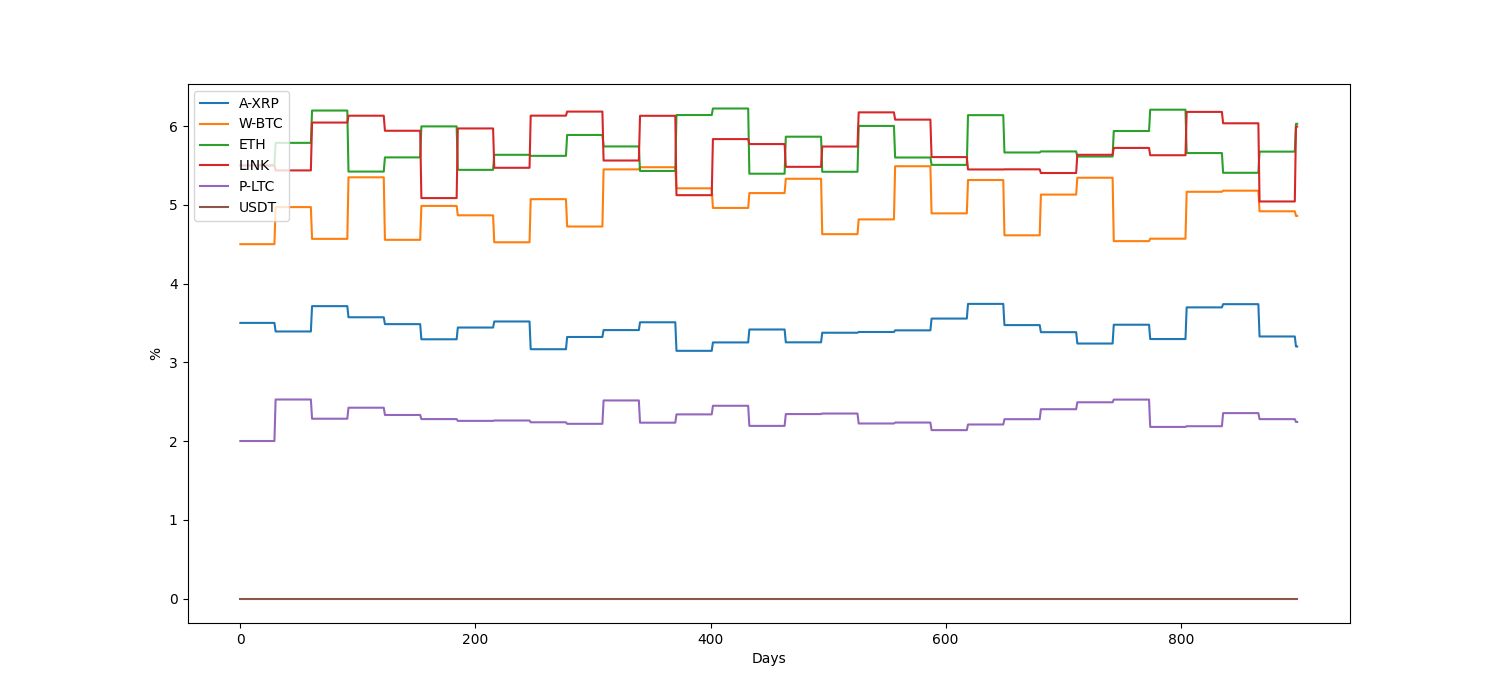 A-XRP
W-BTC
ETH
LINK
P-LTC
USDT
6
5
4
3
2
1
0
%
0 200 400 600 800
Days